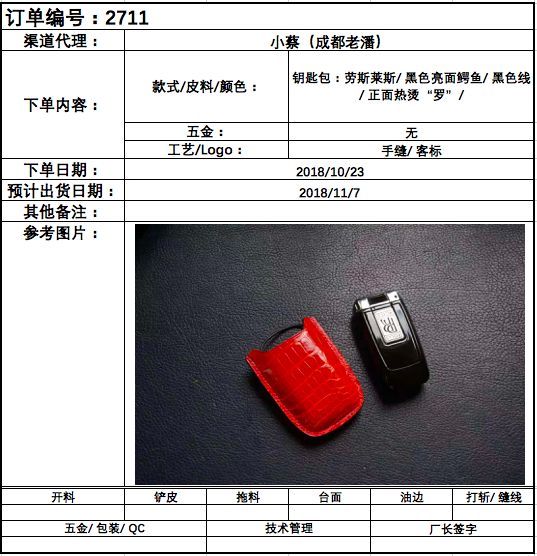 订单编号：2711
渠道代理：
小蔡（成都老潘）
下单内容：
款式/皮料/颜色：
钥匙包：劳斯莱斯/ 黑色亮面鳄鱼/ 黑色线
/ 正面热烫“罗”/
五金：
无
工艺/Logo：
手缝/ 客标
下单日期：
2018/10/23
预计出货日期：
2018/11/7
其他备注：
参考图片：
开料
铲皮
拖料
台面
油边
打斩/ 缝线
五金/ 包装/ QC
技术管理
厂长签字